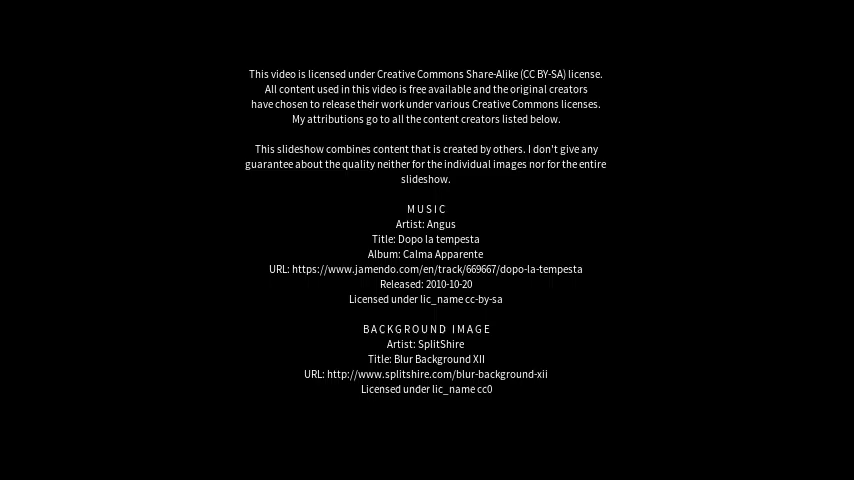 This video is licensed under Creative Commons Share-Alike (CC BY-SA) license.
All content used in this video is free available and the original creators
have chosen to release their work under various Creative Commons licenses.
My attributions go to all the content creators listed below.
This slideshow combines content that is created by others. I don't give any
guarantee about the quality neither for the individual images nor for the entire
slideshow.
MUSIC
Artist: Angus
Title: Dopo la tempesta
Album: Calma Apparente
URL: https://www.jamendo.com/en/track/669667/dopo-la-tempesta
Released: 2010-10-20
Licensed under lic_name cc-by-sa
BACKGROUND IMAGE
Artist: SplitShire
Title: Blur Background XII
URL: http://www.splitshire.com/blur-background-xii
Licensed under lic_name cc0